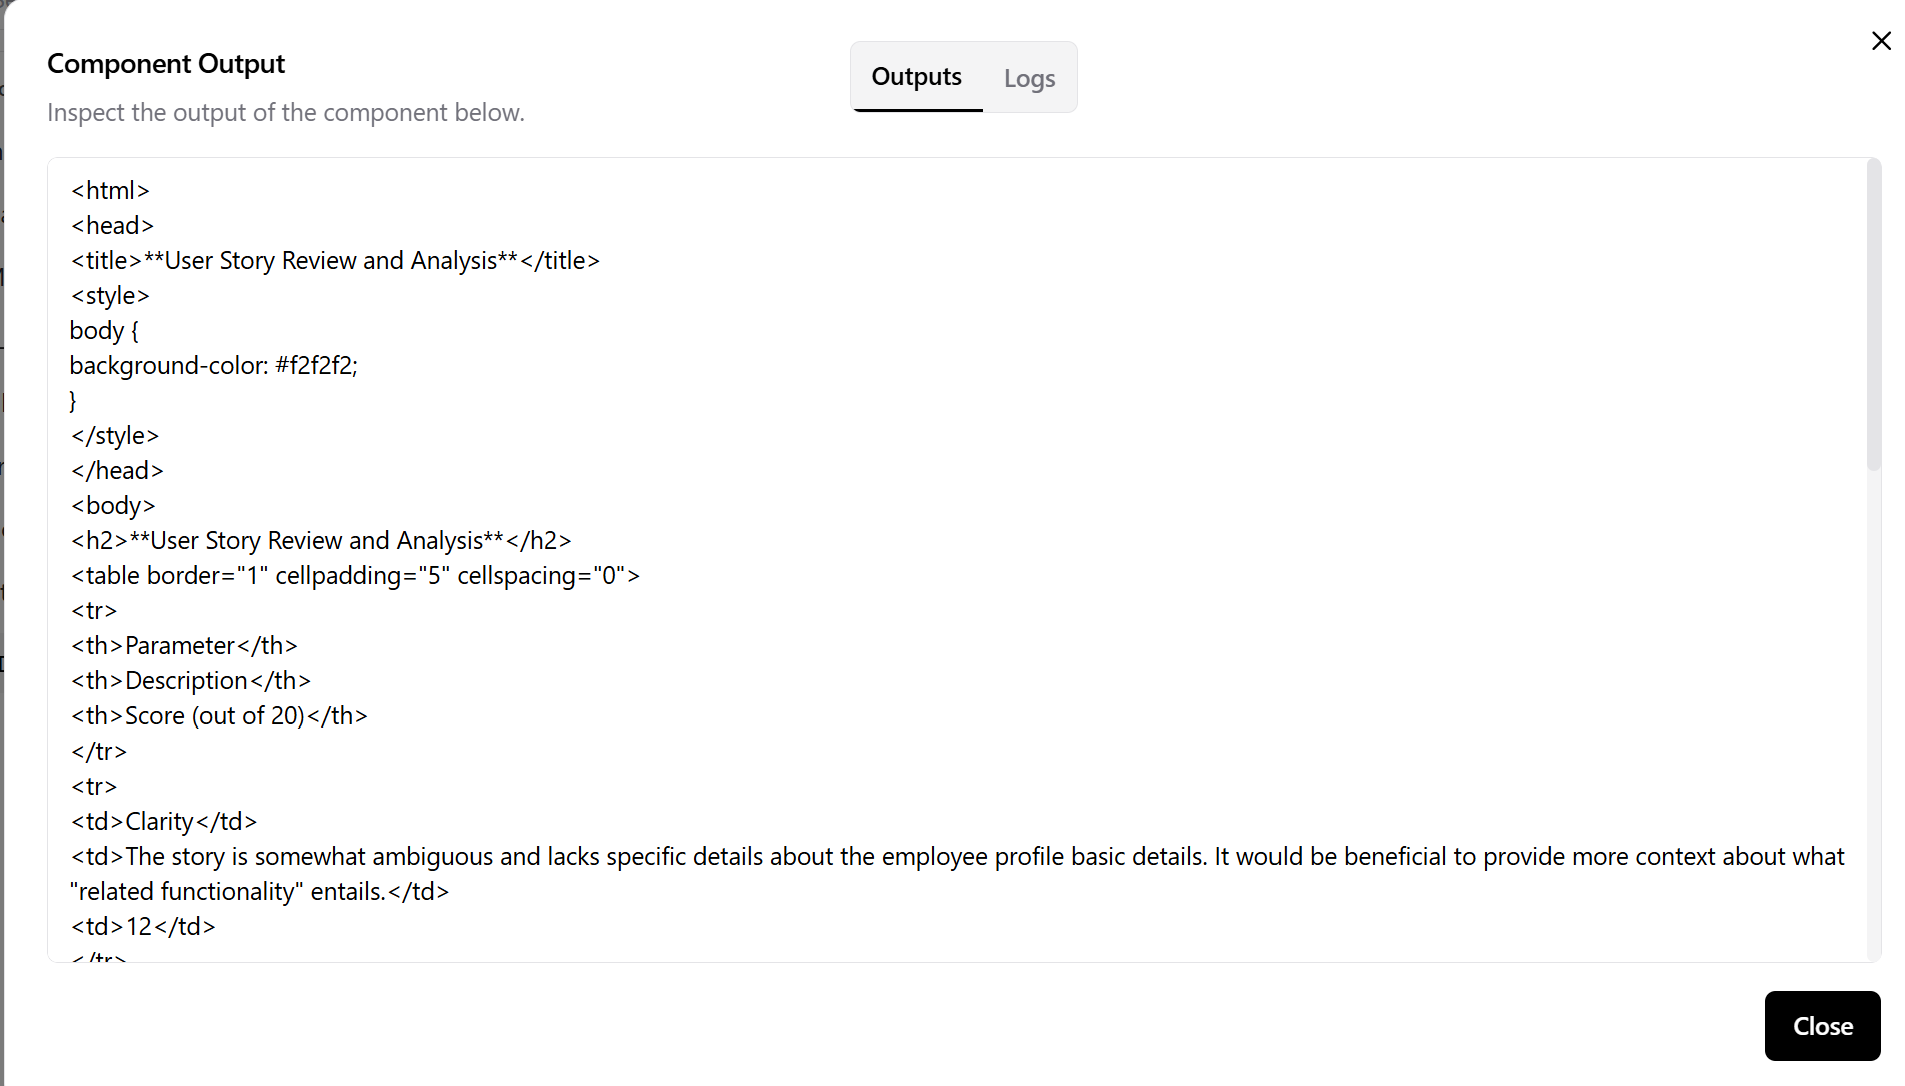 Component Output
Inspect the output of the component below.
Outputs
Logs
<html>
<head>
<title>**User Story Review and Analysis**</title>
<style>
body {
background-color: #f2f2f2;
}
</style>
</head>
<body>
<h2>**User Story Review and Analysis**</h2>
<table border="1" cellpadding="5" cellspacing="0">
<tr>
<th>Parameter</th>
<th>Description</th>
<th>Score (out of 20)</th>
</tr>
<tr>
<td>Clarity</td>
<td>The story is somewhat ambiguous and lacks specific details about the employee profile basic details. It would be beneficial to provide more context about what
"related functionality" entails.</td>
<td>12</td>
</tr>
Close